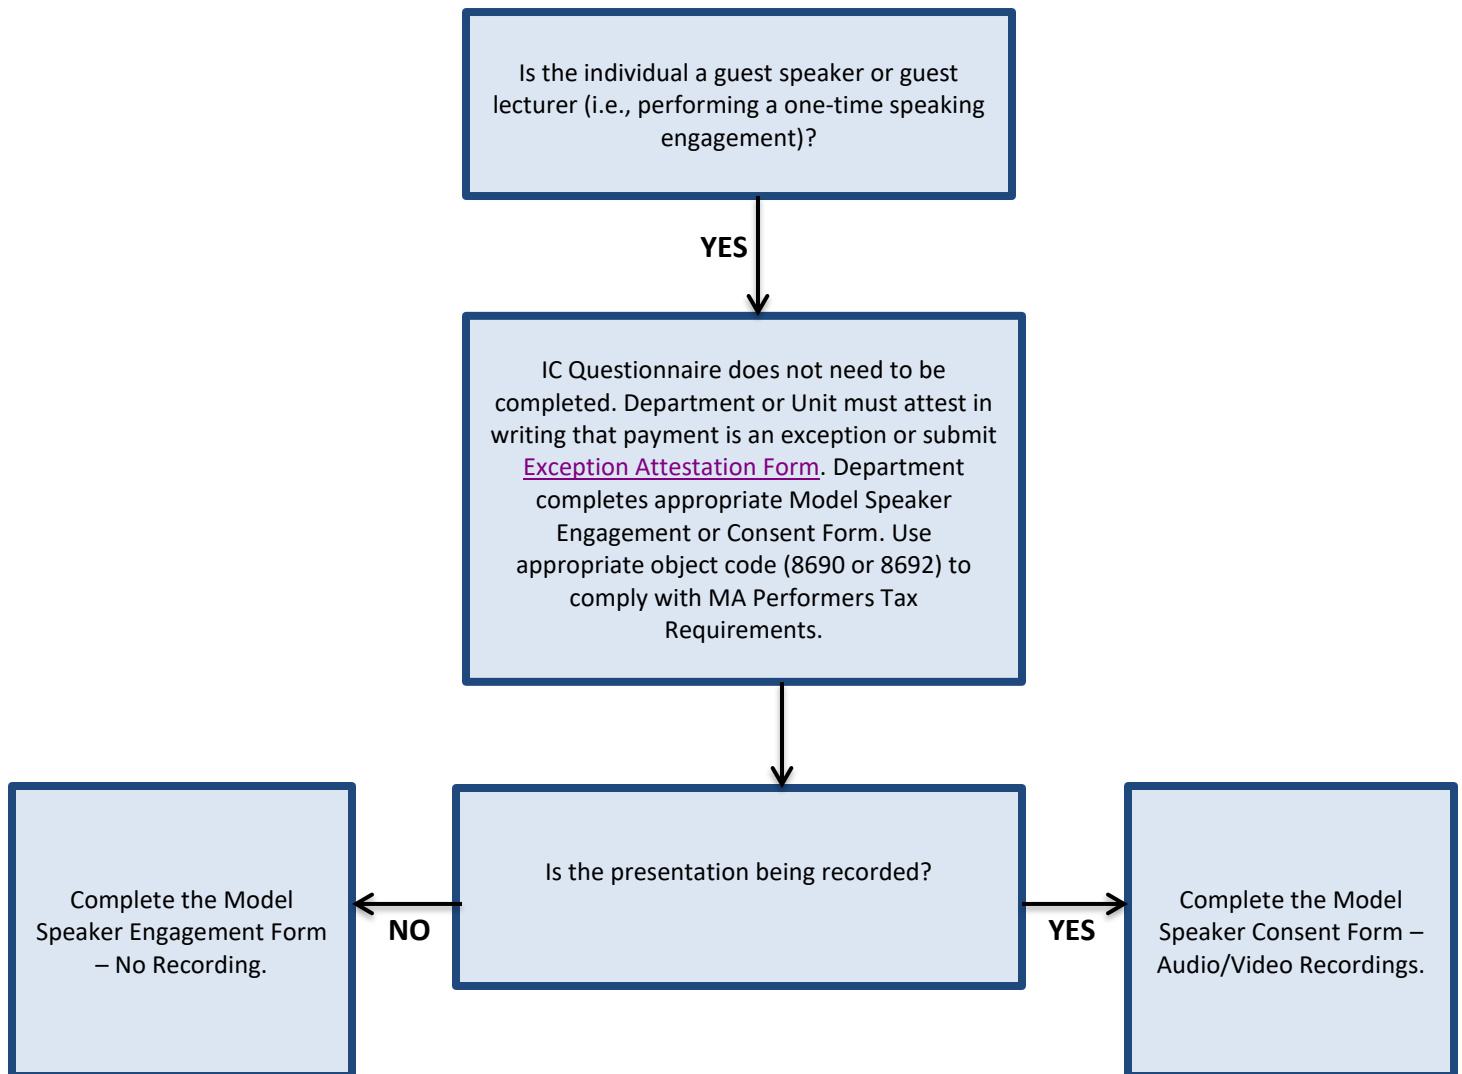 Is the individual a guest speaker or guest
lecturer (i.e., performing a one-time speaking
engagement)?
YES
IC Questionnaire does not need to be
completed. Department or Unit must attest in
writing that payment is an exception or submit
Exception Attestation Form. Department
completes appropriate Model Speaker
Engagement or Consent Form. Use
appropriate object code (8690 or 8692) to
comply with MA Performers Tax
Requirements.
Is the presentation being recorded?
NO
YES
Complete the Model
Speaker Engagement Form
– No Recording.
Complete the Model
Speaker Consent Form –
Audio/Video Recordings.